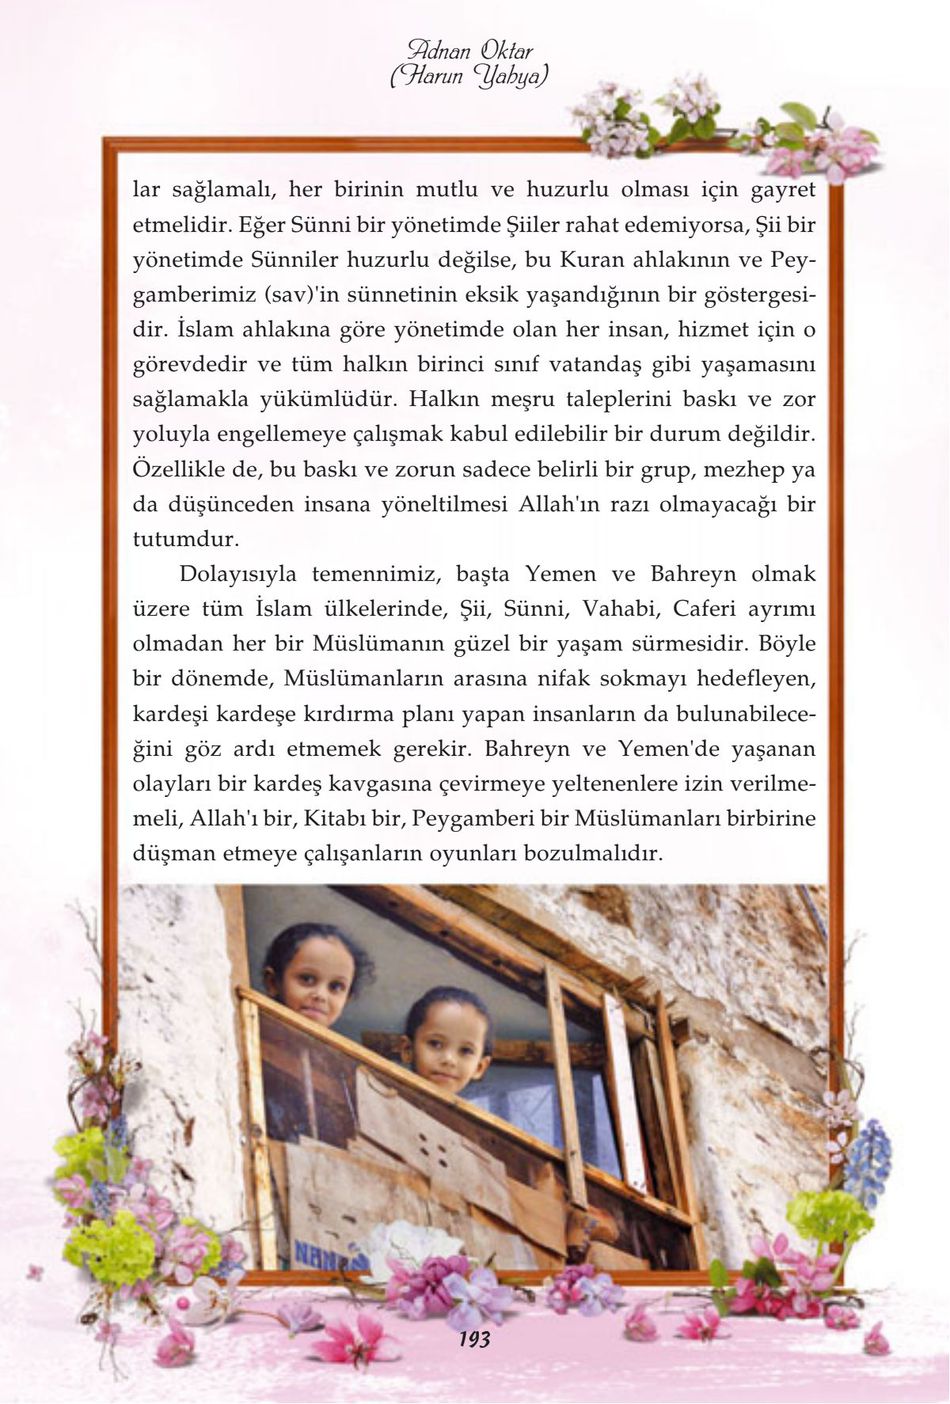 Adnan Oktar
(Harun Yahya)
lar sağlamalı, her birinin mutlu ve huzurlu olması için gayret
etmelidir. Eğer Sünni bir yönetimde Şiiler rahat edemiyorsa, Şii bir
yönetimde Sünniler huzurlu değilse, bu Kuran ahlakının ve Pey-
gamberimiz (sav)'in sünnetinin eksik yaşandığının bir göstergesi-
dir. İslam ahlakına göre yönetimde olan her insan, hizmet için o
görevdedir ve tüm halkın birinci sınıf vatandaş gibi yaşamasını
sağlamakla yükümlüdür. Halkın meşru taleplerini baskı ve zor
yoluyla engellemeye çalışmak kabul edilebilir bir durum değildir.
Özellikle de, bu baskı ve zorun sadece belirli bir grup, mezhep ya
da düşünceden insana yöneltilmesi Allah'ın razı olmayacağı bir
tutumdur.
Dolayısıyla temennimiz, başta Yemen ve Bahreyn olmak
üzere tüm İslam ülkelerinde, Şii, Sünni, Vahabi, Caferi ayrımı
olmadan her bir Müslümanın güzel bir yaşam sürmesidir. Böyle
bir dönemde, Müslümanların arasına nifak sokmayı hedefleyen,
kardeşi kardeşe kırdırma planı yapan insanların da bulunabilece-
ğini göz ardı etmemek gerekir. Bahreyn ve Yemen'de yaşanan
olayları bir kardeş kavgasına çevirmeye yeltenenlere izin verilme-
meli, Allah'ı bir, Kitabı bir, Peygamberi bir Müslümanları birbirine
düşman etmeye çalışanların oyunları bozulmalıdır.
193